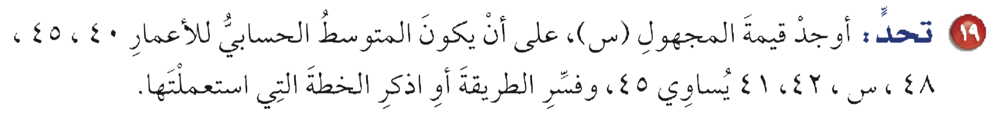 ١٩ تحدٍّ: أوجدْ قيمةَ المجهولِ (س)، على أنْ يكونَ المتوسطُ الحسابيُّ للأعمارِ ٤٠ ، ٤٥ ،
٤٨ ، س ، ٤٢ ، ٤١ يُساوِي ٤٥، وفسِّرِ الطريقةَ أوِ اذكرِ الخطةَ التِي استعملْتَها.